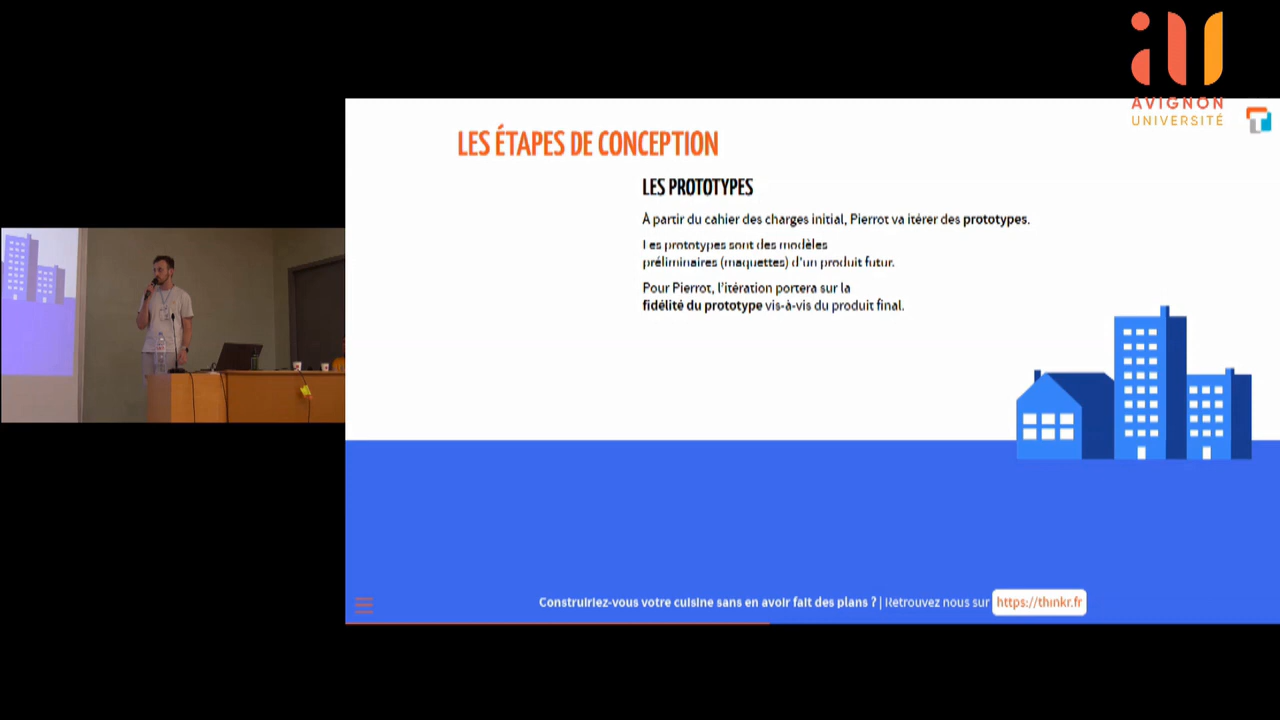 AVIGNON
UNIVERSITÉ
LES ÉTAPES DE CONCEPTION
LES PROTOTYPES
À partir du cahier des charges initial, Pierrot va itérer des prototypes.
Les prototypes sont des modèles
préliminaires (maquettes) d'un produit futur.
Pour Pierrot, l'itération portera sur la
fidélité du prototype vis-à-vis du produit final.
Construiriez-vous votre cuisine sans en avoir fait des plans ? | Retrouvez nous sur https://thinkr.fr